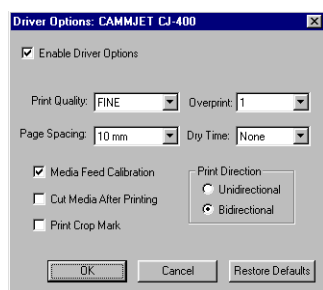 Driver Options: CAMMJET CJ-400
Enable Driver Options
Print Quality: FINE Overprint: 1
Page Spacing: 10 mm Dry Time: None
Media Feed Calibration
Cut Media After Printing
Print Crop Mark
Print Direction
Unidirectional
Bidirectional
OK Cancel Restore Defaults